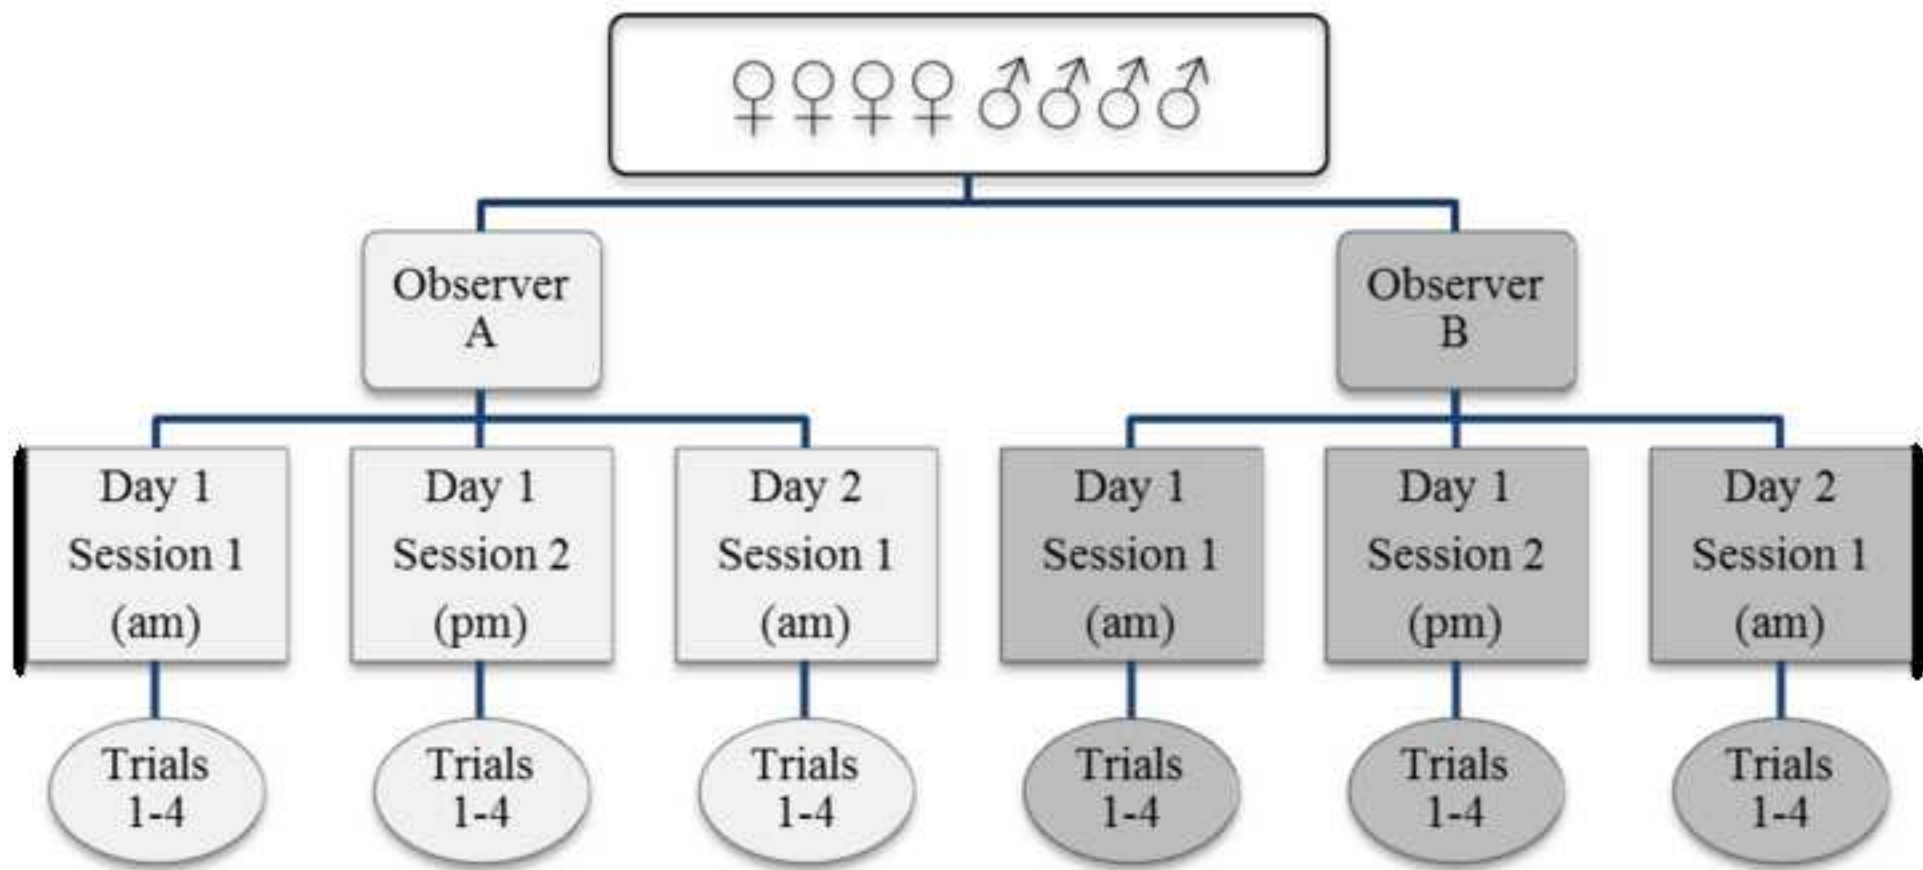 ♀♀♀♀♂♂♂♂
Observer
A
Observer
B
Day 1
Session 1
(am)
Day 1
Session 2
(pm)
Day 2
Session 1
(am)
Day 1
Session 1
(am)
Day 1
Session 2
(pm)
Day 2
Session 1
(am)
Trials
1-4
Trials
1-4
Trials
1-4
Trials
1-4
Trials
1-4
Trials
1-4